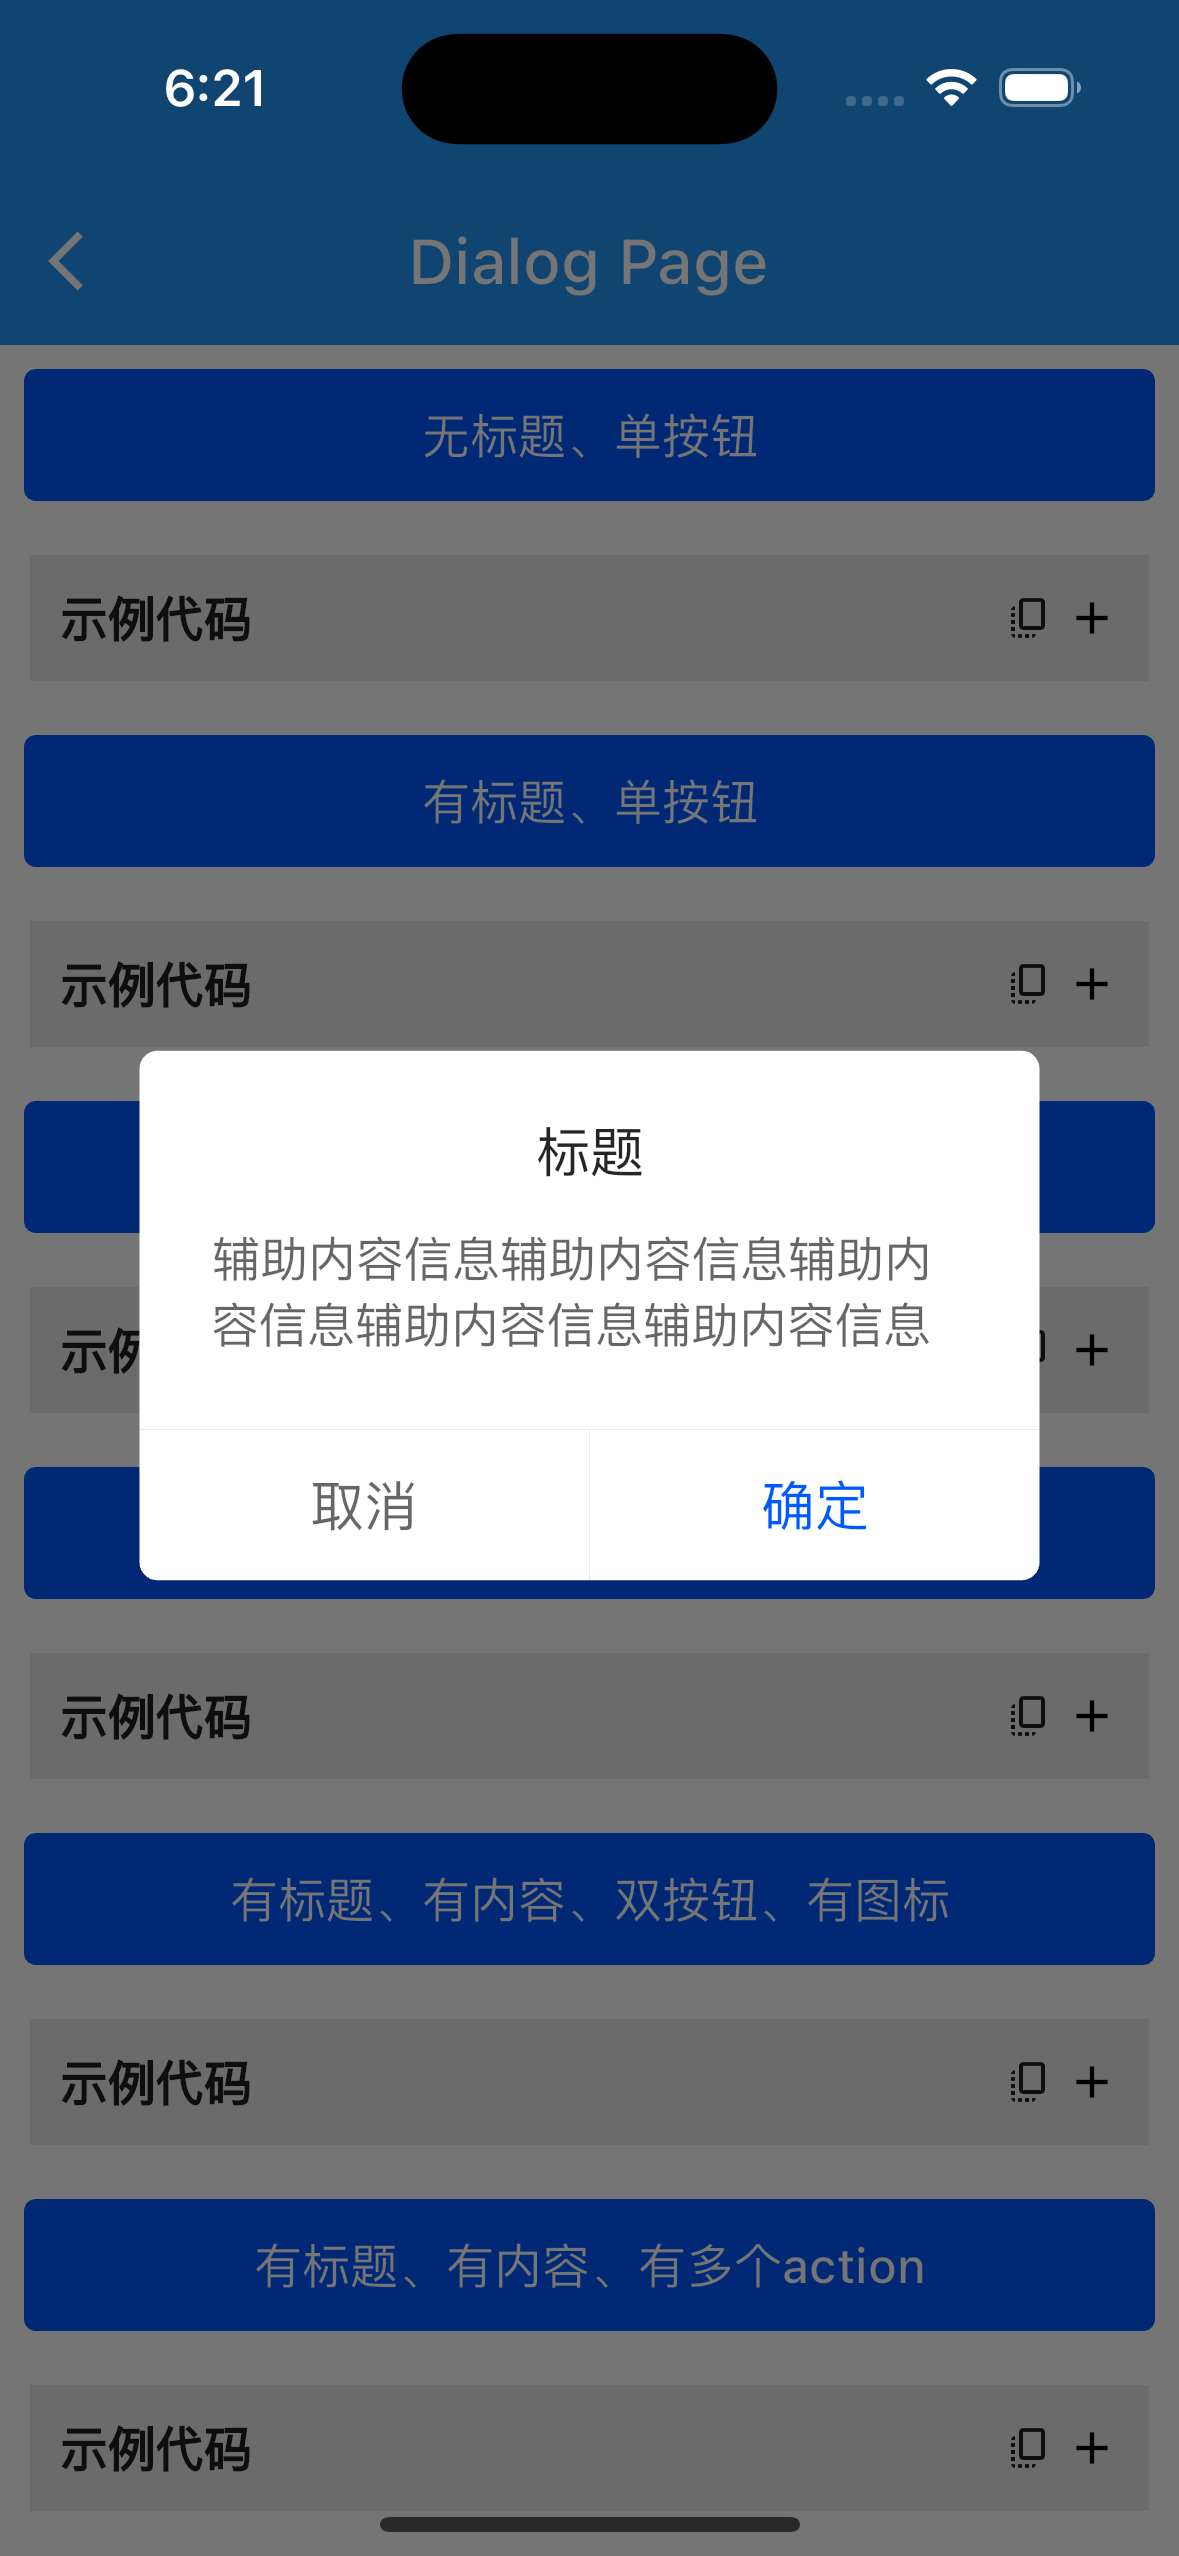 6:21
Dialog Page
无标题、单按钮
示例代码
有标题、单按钮
示例代码
标题
辅助内容信息辅助内容信息辅助内
容信息辅助内容信息辅助内容信息
示例
取消
确定
示例代码
有标题、有内容、双按钮、有图标
示例代码
有标题、有内容、有多个action
示例代码